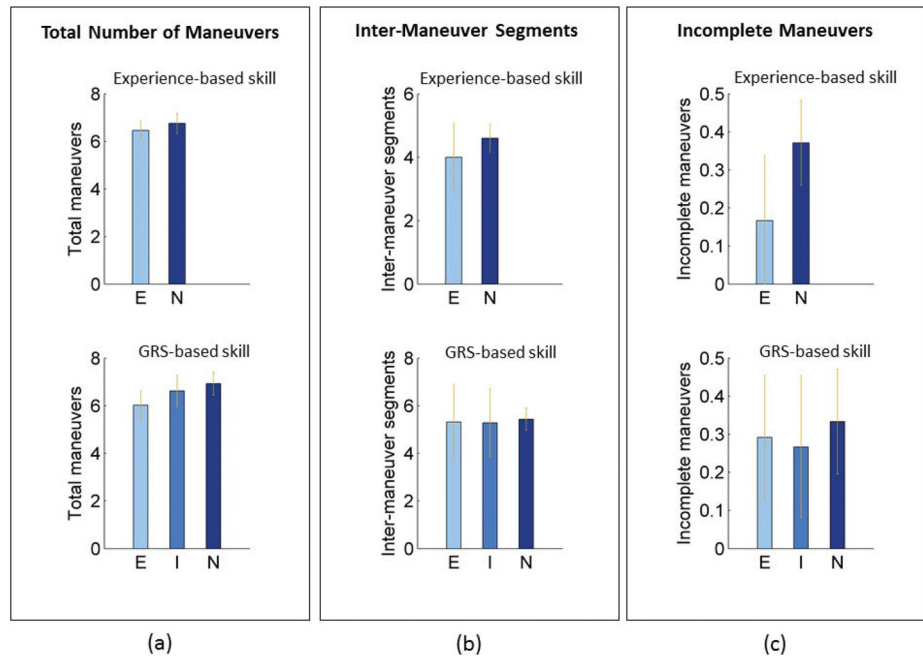 Total Number of Maneuvers
Experience-based skill
Total maneuvers
8
6
4
2
0
E N
GRS-based skill
Total maneuvers
8
6
4
2
0
E I N
(a)
Inter-Maneuver Segments
Experience-based skill
Inter-maneuver segments
6
4
2
0
E N
GRS-based skill
Inter-maneuver segments
8
6
4
2
0
E I N
(b)
Incomplete Maneuvers
Experience-based skill
Incomplete maneuvers
0.5
0.4
0.3
0.2
0.1
0
E N
GRS-based skill
Incomplete maneuvers
0.5
0.4
0.3
0.2
0.1
0
E I N
(c)